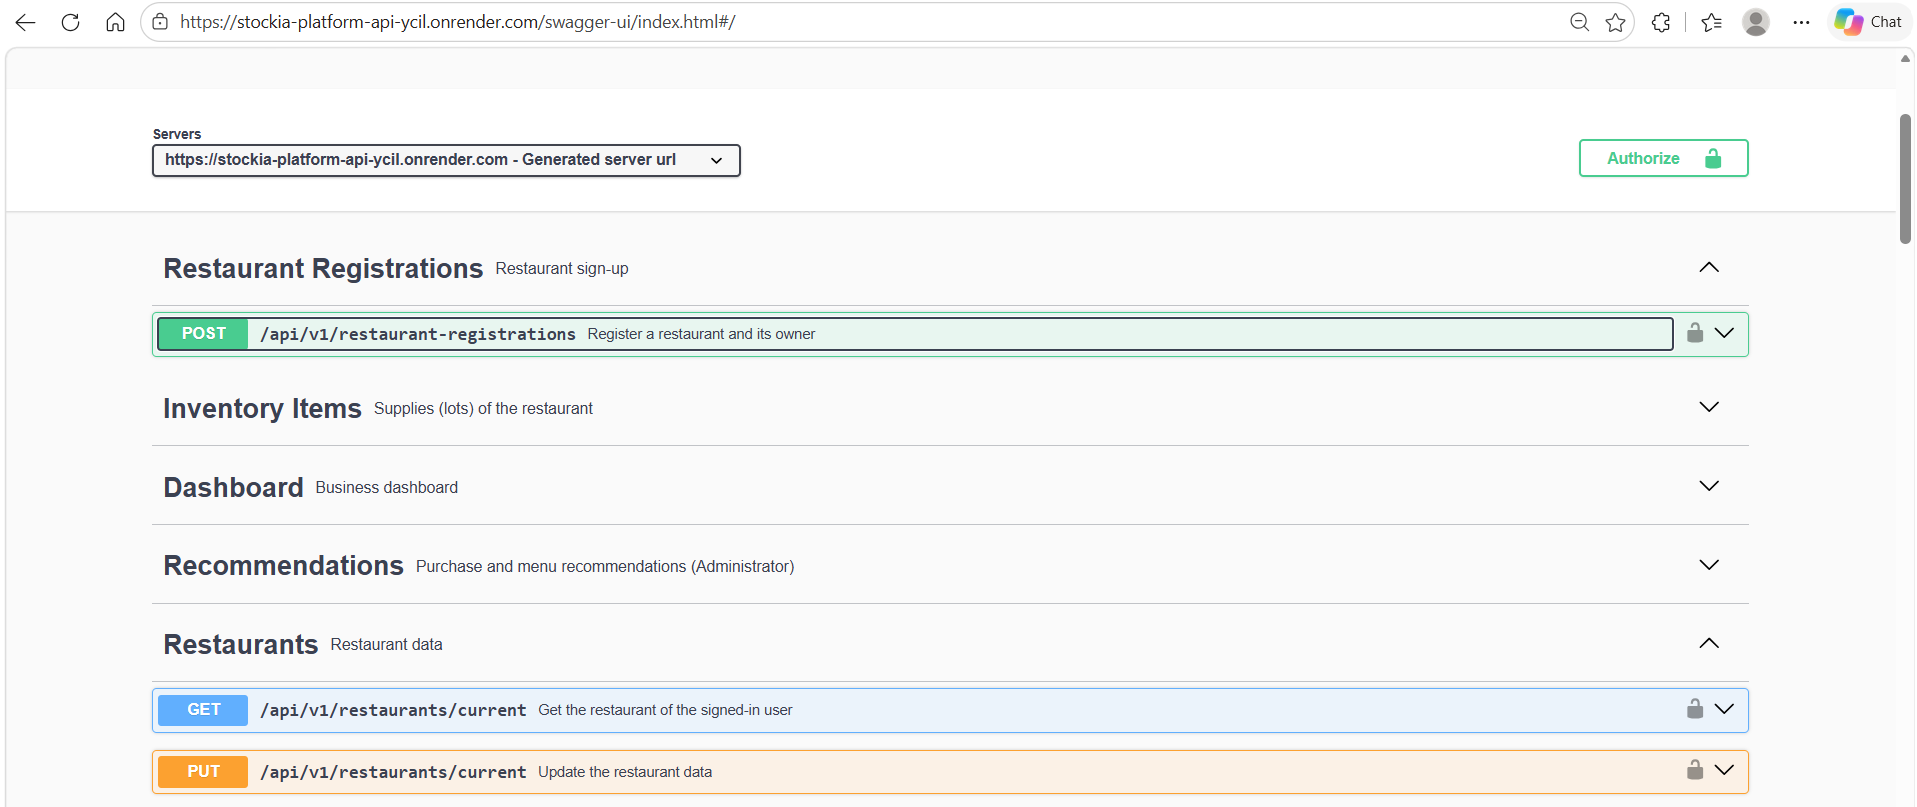 https://stockia-platform-api-ycil.onrender.com/swagger-ui/index.html#/
Chat
Servers
https://stockia-platform-api-ycil.onrender.com - Generated server url
Authorize
Restaurant Registrations Restaurant sign-up
POST /api/v1/restaurant-registrations Register a restaurant and its owner
Inventory Items Supplies (lots) of the restaurant
Dashboard Business dashboard
Recommendations Purchase and menu recommendations (Administrator)
Restaurants Restaurant data
GET /api/v1/restaurants/current Get the restaurant of the signed-in user
PUT /api/v1/restaurants/current Update the restaurant data